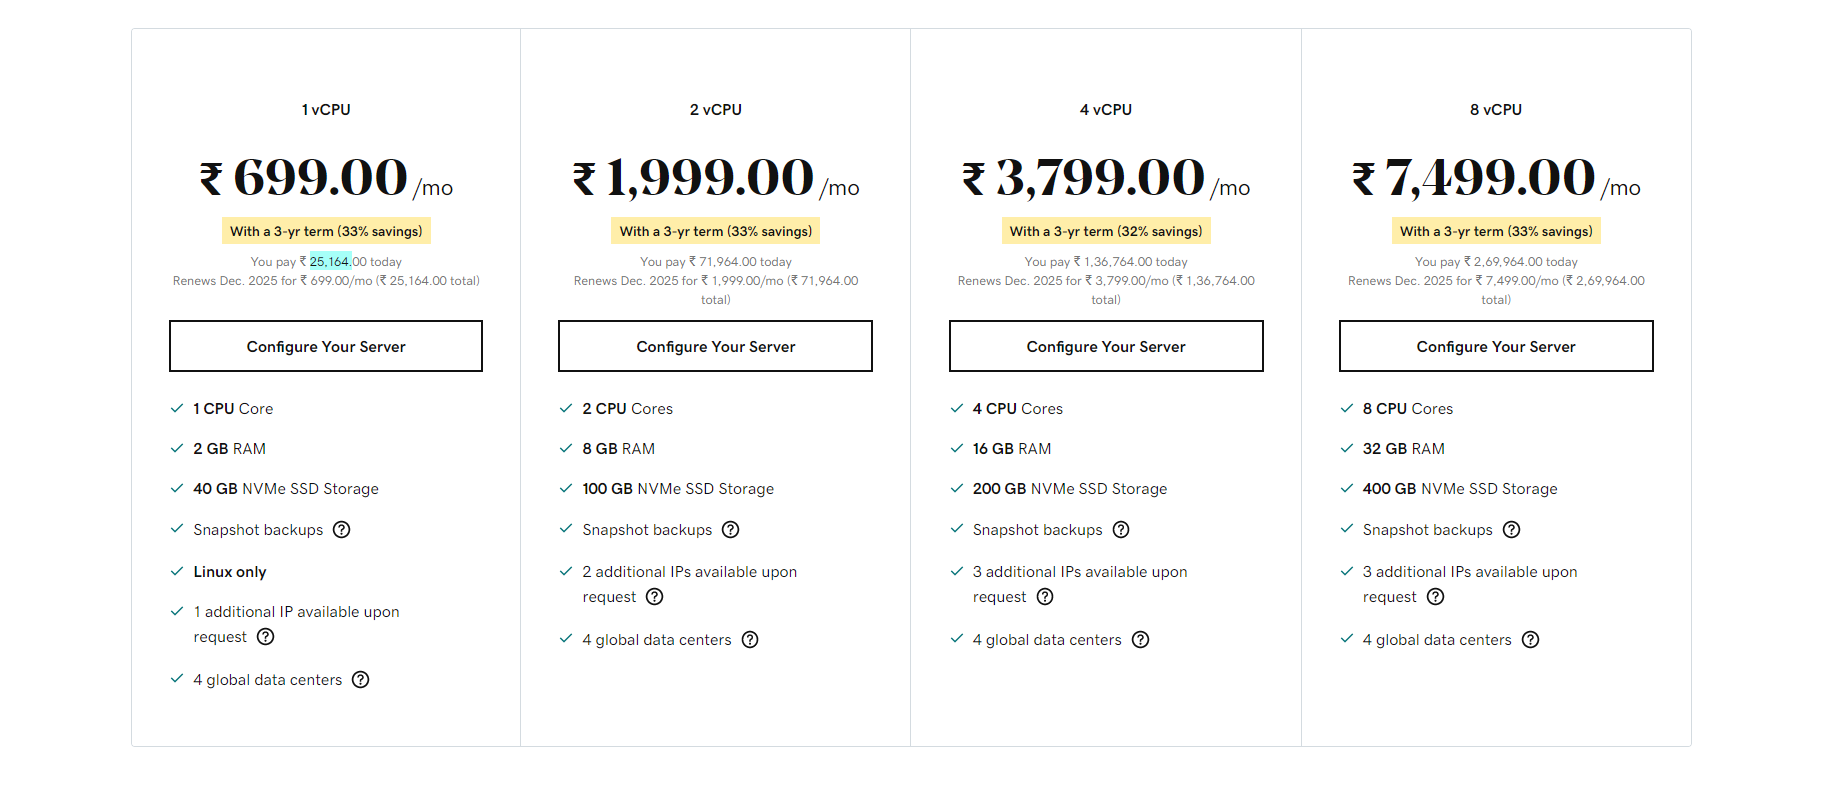 1 vCPU
₹ 699.00 /mo
With a 3-yr term (33% savings)
You pay ₹ 25,164.00 today
Renews Dec. 2025 for ₹ 699.00/mo (₹ 25,164.00 total)
Configure Your Server
1 CPU Core
2 GB RAM
40 GB NVMe SSD Storage
Snapshot backups ?
Linux only
1 additional IP available upon
request ?
4 global data centers ?
2 vCPU
₹ 1,999.00 /mo
With a 3-yr term (33% savings)
You pay ₹ 71,964.00 today
Renews Dec. 2025 for ₹ 1,999.00/mo (₹ 71,964.00
total)
Configure Your Server
2 CPU Cores
8 GB RAM
100 GB NVMe SSD Storage
Snapshot backups ?
2 additional IPs available upon
request ?
4 global data centers ?
4 vCPU
₹ 3,799.00 /mo
With a 3-yr term (32% savings)
You pay ₹ 1,36,764.00 today
Renews Dec. 2025 for ₹ 3,799.00/mo (₹ 1,36,764.00
total)
Configure Your Server
4 CPU Cores
16 GB RAM
200 GB NVMe SSD Storage
Snapshot backups ?
3 additional IPs available upon
request ?
4 global data centers ?
8 vCPU
₹ 7,499.00 /mo
With a 3-yr term (33% savings)
You pay ₹ 2,69,964.00 today
Renews Dec. 2025 for ₹ 7,499.00/mo (₹ 2,69,964.00
total)
Configure Your Server
8 CPU Cores
32 GB RAM
400 GB NVMe SSD Storage
Snapshot backups ?
3 additional IPs available upon
request ?
4 global data centers ?